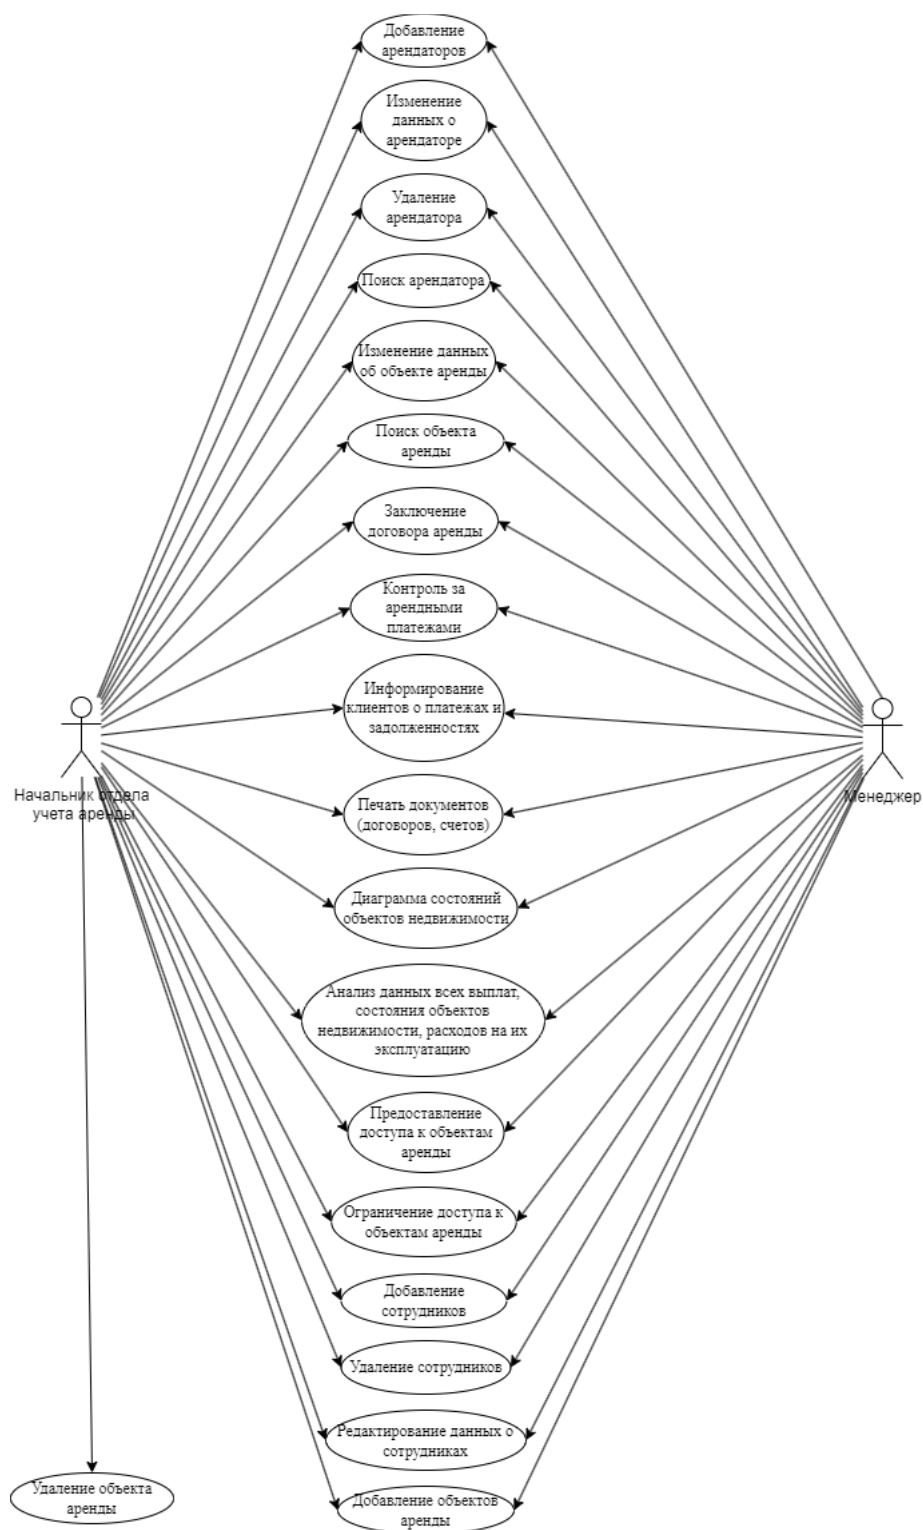 Добавление
арендаторов
Изменение
данных о
арендаторе
Удаление
арендатора
Поиск арендатора
Изменение данных
об объекте аренды
Поиск объекта
аренды
Заключение
договора аренды
Контроль за
арендными
платежами
Информирование
клиентов о платежах и
задолженностях
Начальник отдела
учета аренды
Менеджер
Печать документов
(договоров, счетов)
Диаграмма состояний
объектов недвижимости
Анализ данных всех выплат,
состояния объектов
недвижимости, расходов на их
эксплуатацию
Предоставление
доступа к объектам
аренды
Ограничение доступа к
объектам аренды
Добавление
сотрудников
Удаление сотрудников
Редактирование данных о
сотрудниках
Удаление объекта
аренды
Добавление объектов
аренды